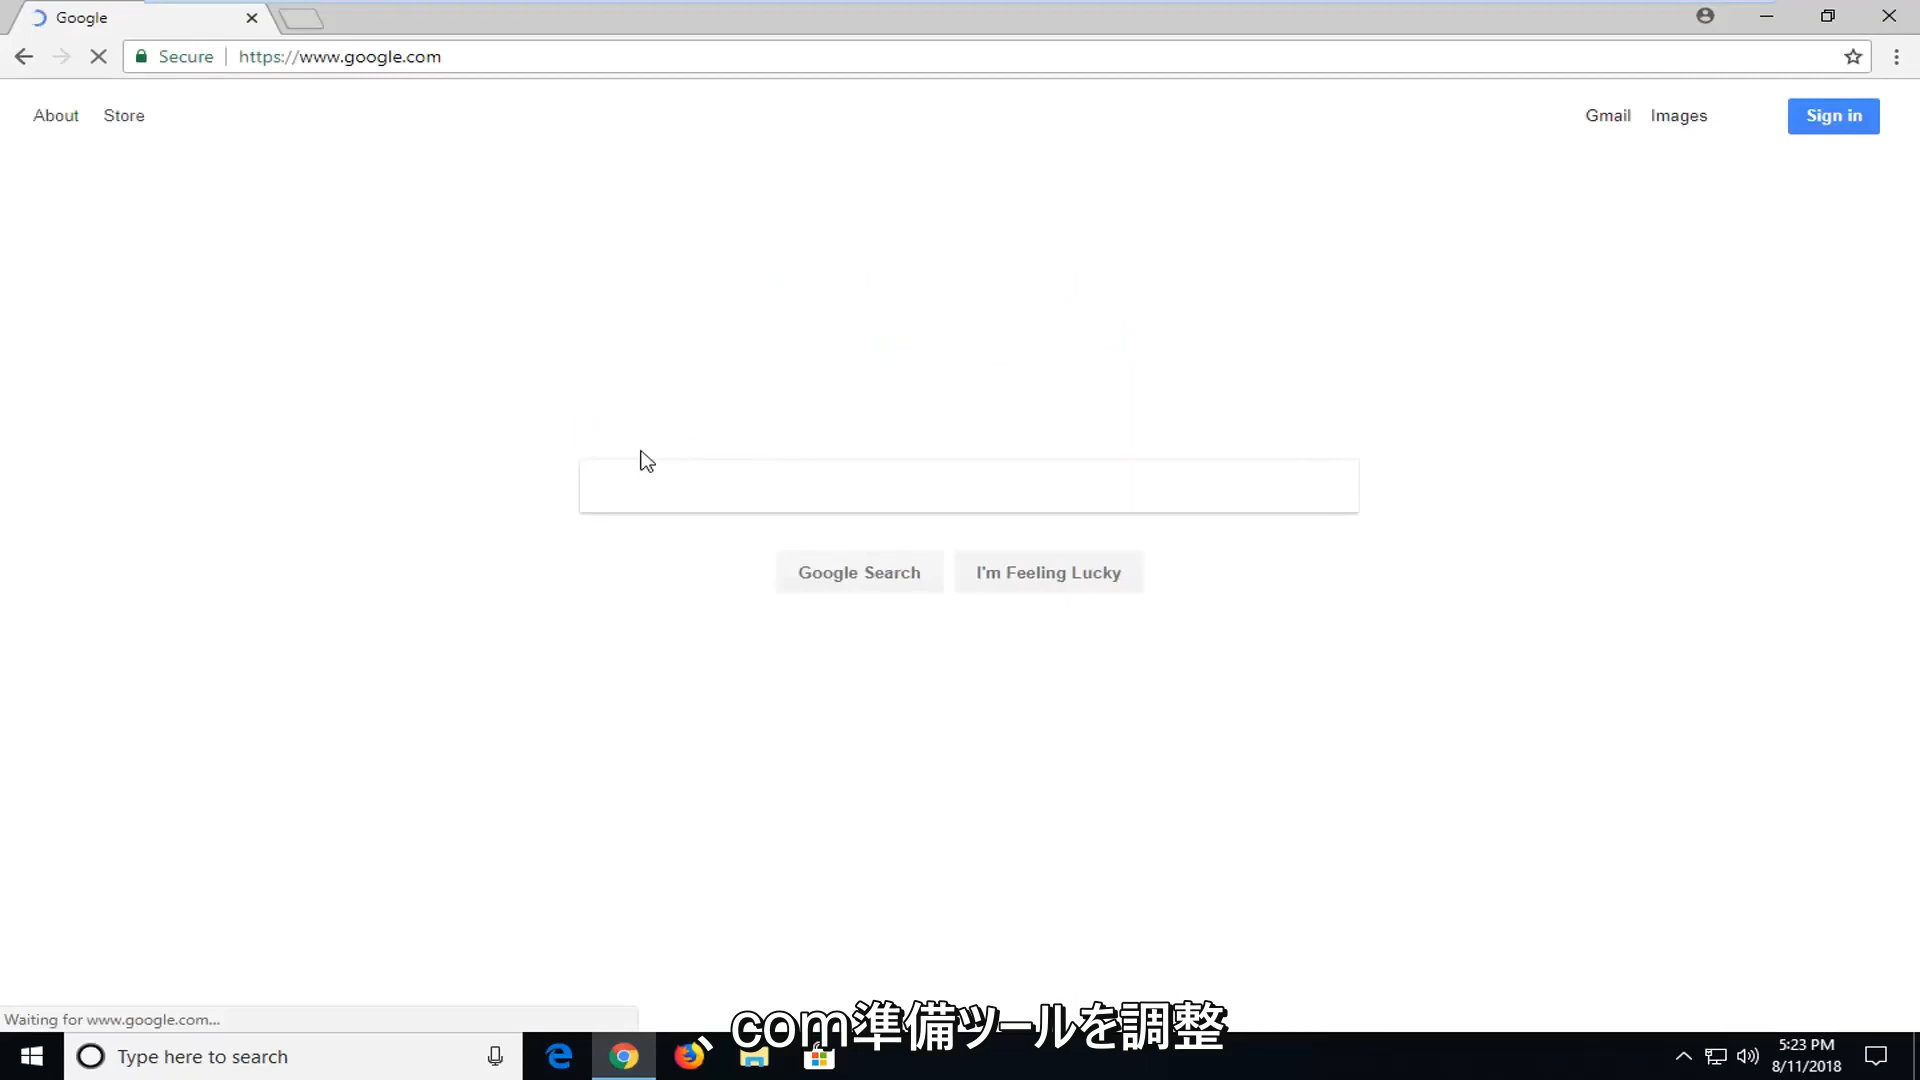 Google
Secure
https://www.google.com
About
Store
Gmail
Images
Sign in
Google Search
I'm Feeling Lucky
Waiting for www.google.com...
、com準備ツールを調整
Type here to search
5:23 PM
8/11/2018